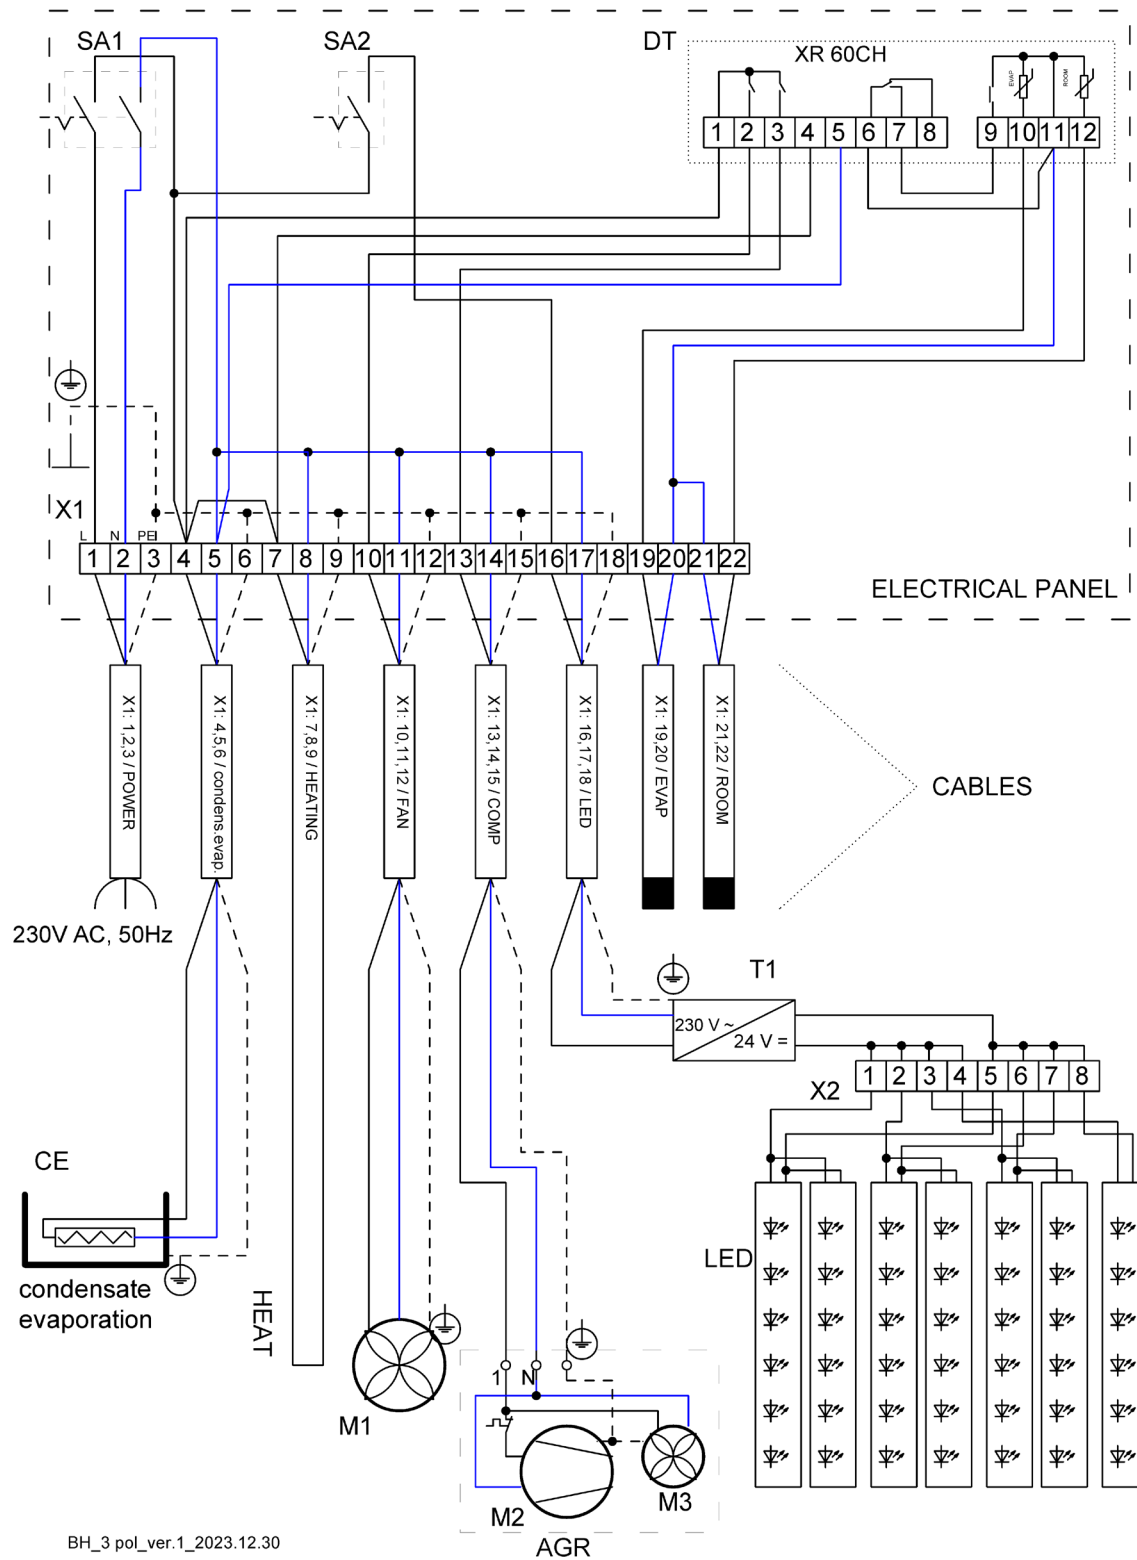 SA1
SA2
DT
XR 60CH
EVAP
ROOM
1 2 3 4 5 6 7 8
9 10 11 12
X1
L N PE
1 2 3 4 5 6 7 8 9 10 11 12 13 14 15 16 17 18 19 20 21 22
ELECTRICAL PANEL
X1: 1,2,3 / POWER
X1: 4,5,6 / condens.evap.
X1: 7,8,9 / HEATING
X1: 10,11,12 / FAN
X1: 13,14,15 / COMP
X1: 16,17,18 / LED
X1: 19,20 / EVAP
X1: 21,22 / ROOM
CABLES
230V AC, 50Hz
T1
230 V ~
24 V =
X2
1 2 3 4 5 6 7 8
CE
condensate
evaporation
HEAT
LED
M1
1 N
M2
M3
AGR
BH_3 pol_ver.1_2023.12.30